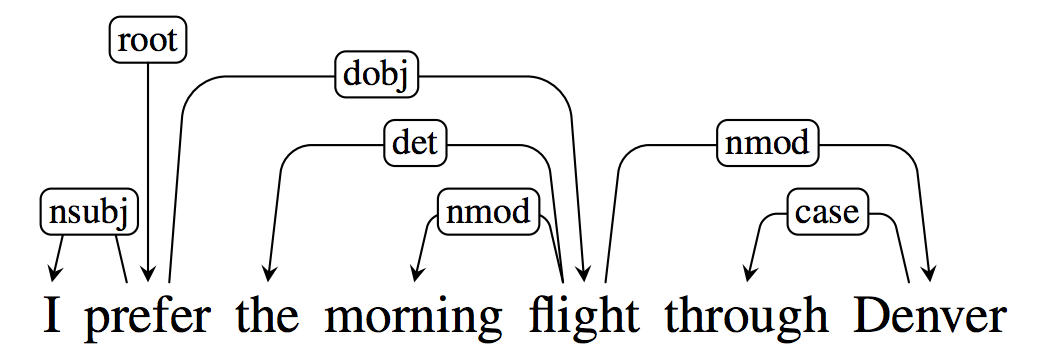 root
dobj
det
nmod
nsubj
nmod
case
I prefer the morning flight through Denver